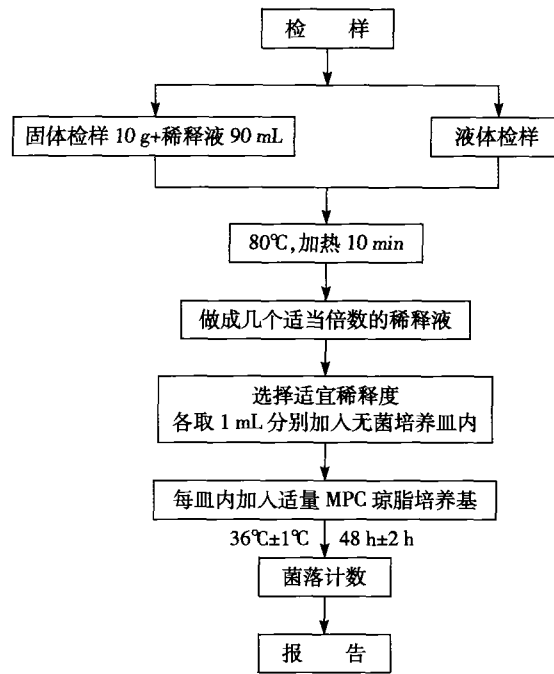 检 样
固体检样 10 g+稀释液 90 mL
液体检样
80℃,加热 10 min
做成几个适当倍数的稀释液
选择适宜稀释度
各取 1 mL 分别加入无菌培养皿内
每皿内加入适量 MPC 琼脂培养基
36℃±1℃ 48 h±2 h
菌落计数
报 告